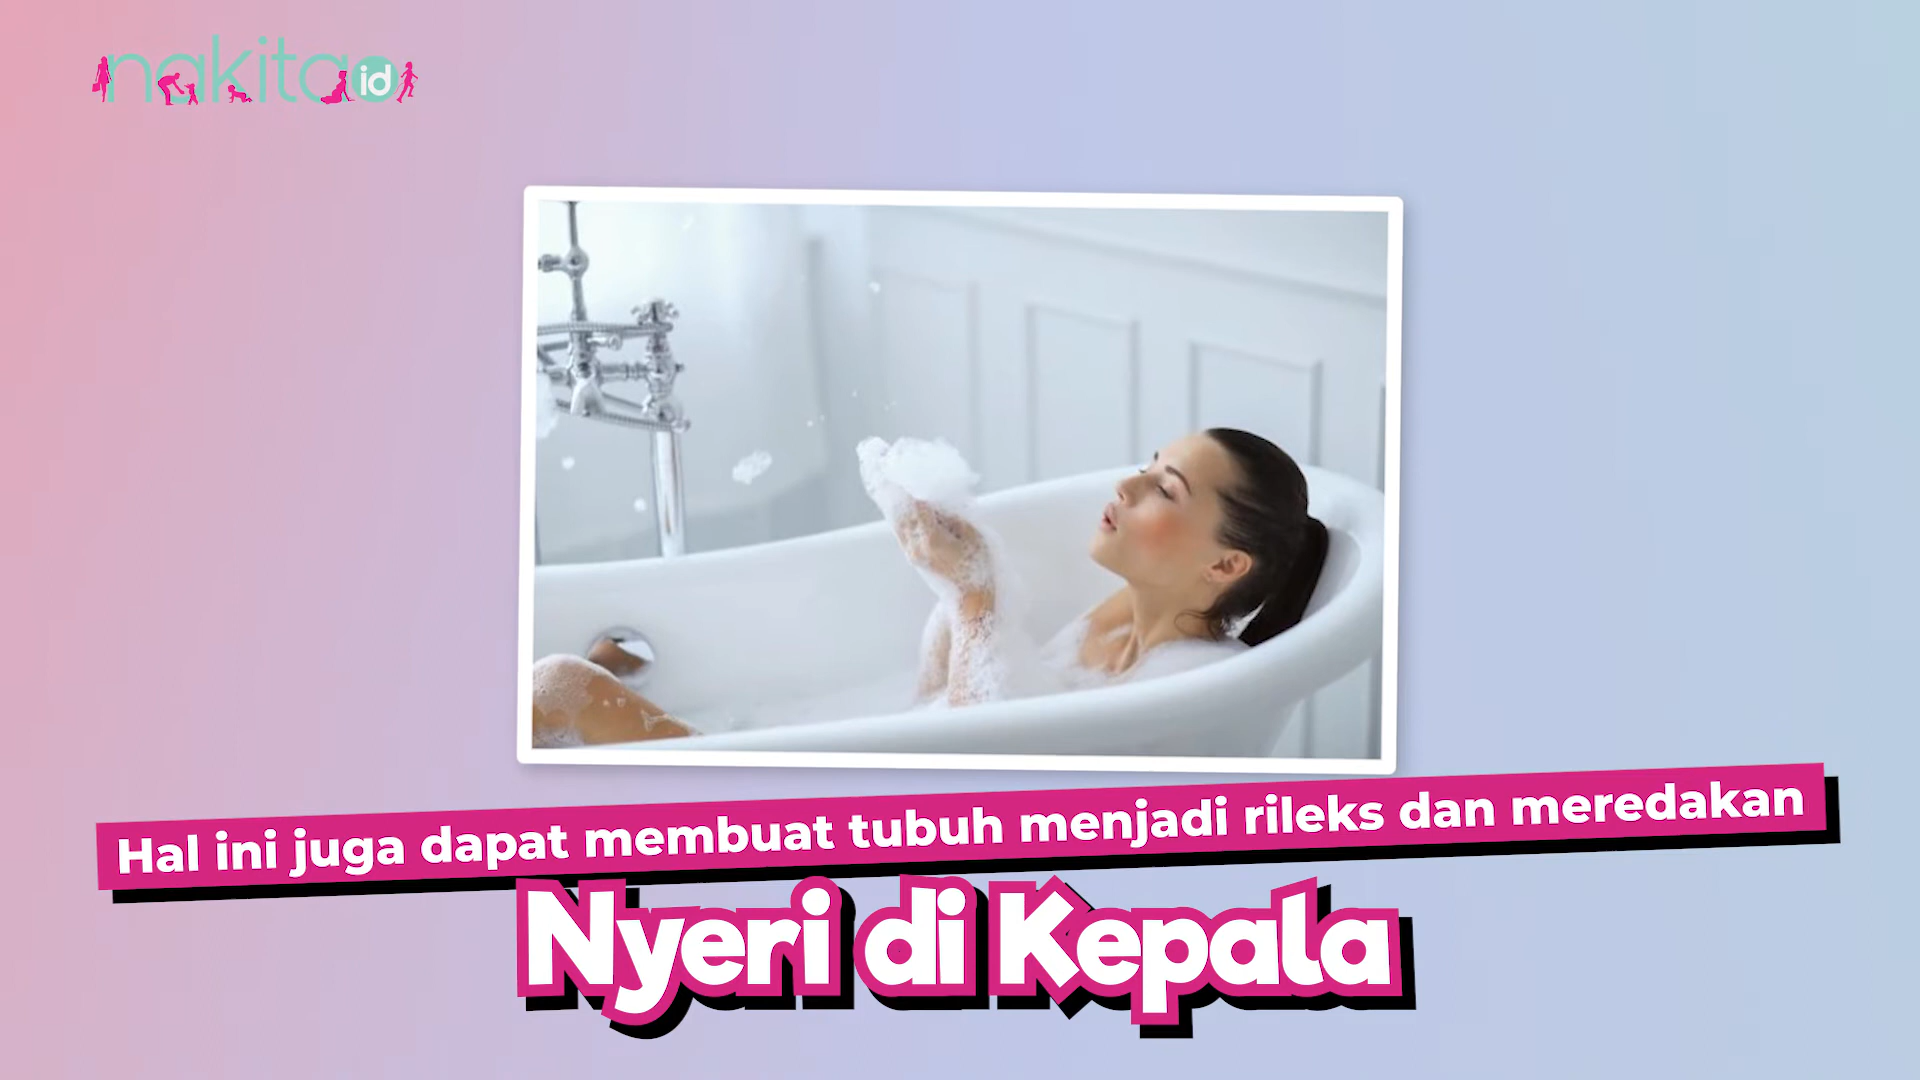 nakita id
Hal ini juga dapat membuat tubuh menjadi rileks dan meredakan
Nyeri di Kepala